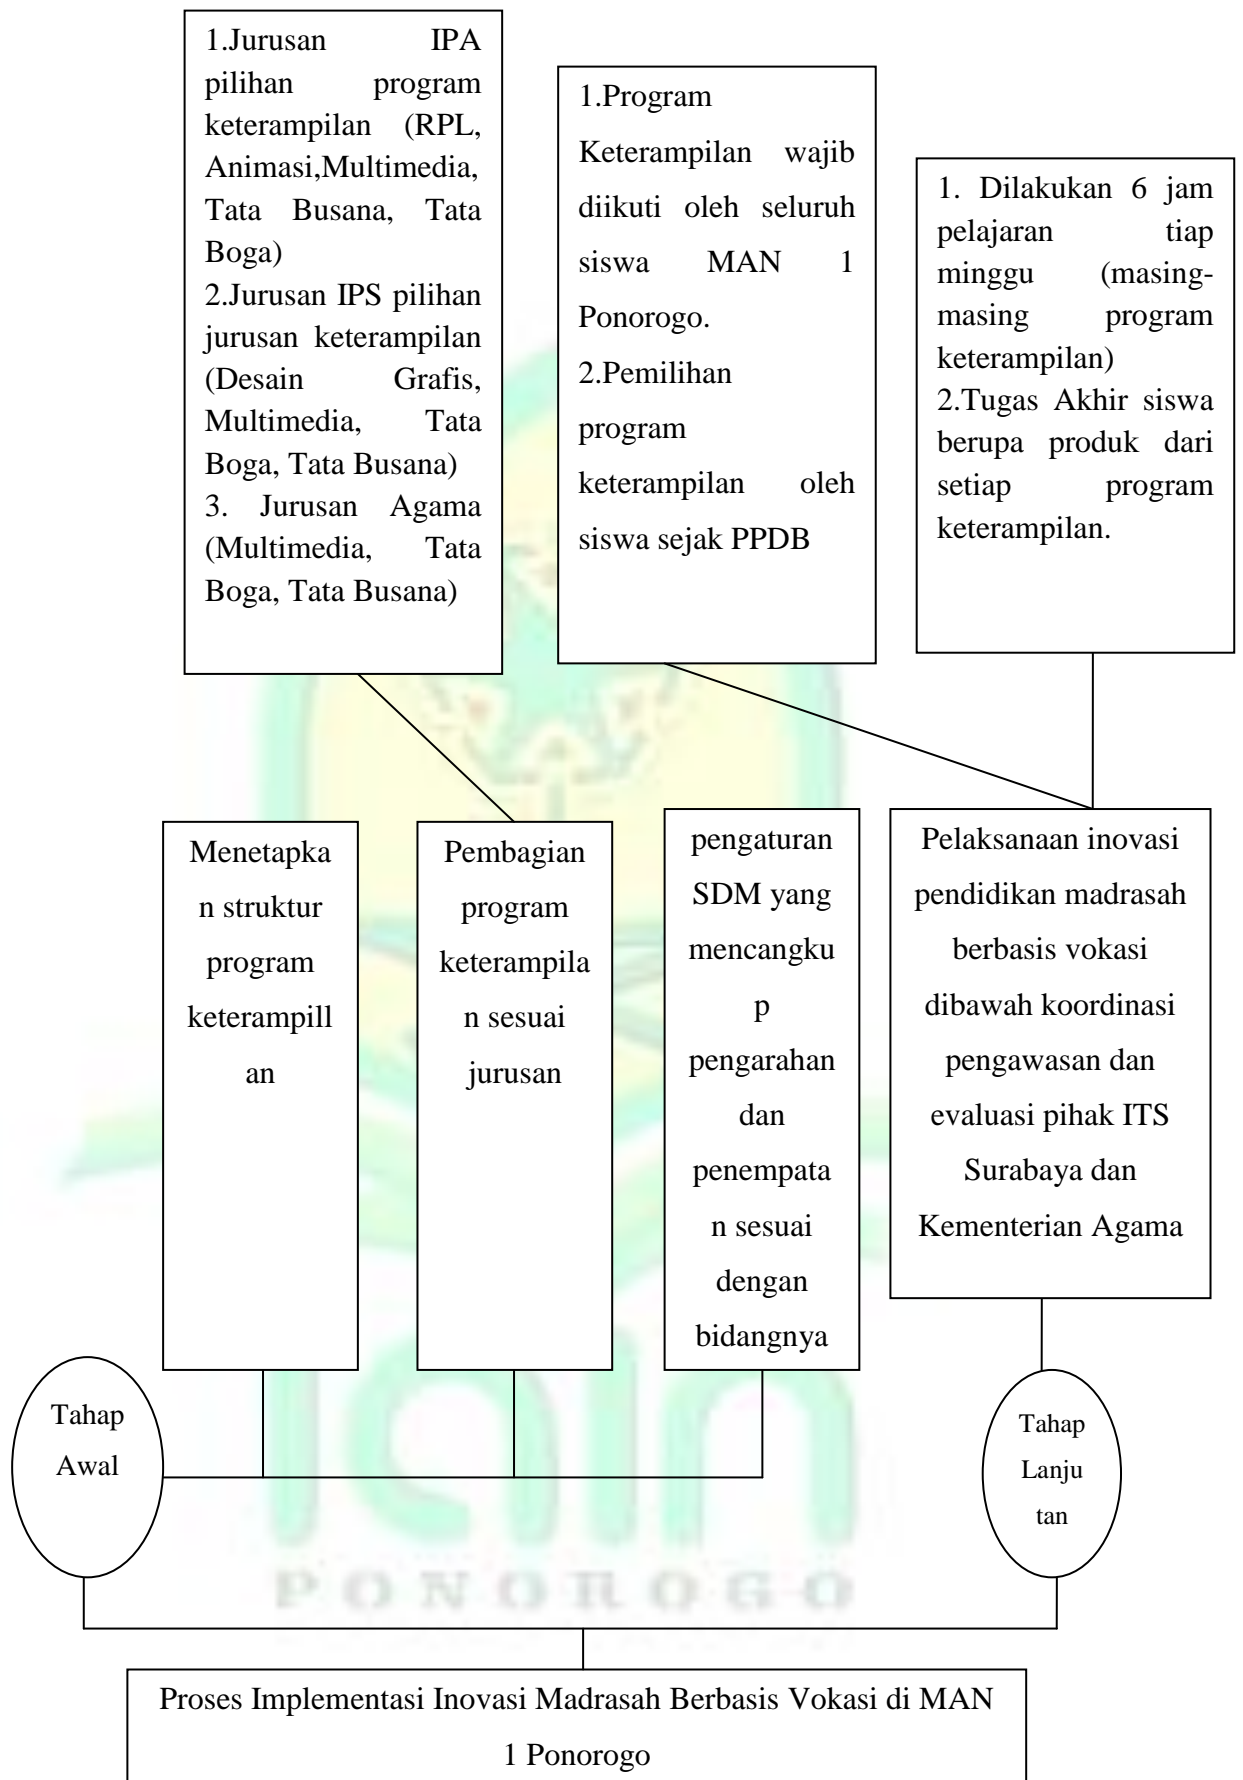 1.Jurusan IPA
pilihan program
keterampilan (RPL,
Animasi,Multimedia,
Tata Busana, Tata
Boga)
2.Jurusan IPS pilihan
jurusan keterampilan
(Desain Grafis,
Multimedia, Tata
Boga, Tata Busana)
3. Jurusan Agama
(Multimedia, Tata
Boga, Tata Busana)
1.Program
Keterampilan wajib
diikuti oleh seluruh
siswa MAN 1
Ponorogo.
2.Pemilihan
program
keterampilan oleh
siswa sejak PPDB
1. Dilakukan 6 jam
pelajaran tiap
minggu (masing-
masing program
keterampilan)
2.Tugas Akhir siswa
berupa produk dari
setiap program
keterampilan.
Menetapka
n struktur
program
keterampill
an
Pembagian
program
keterampila
n sesuai
jurusan
pengaturan
SDM yang
mencangku
p
pengarahan
dan
penempata
n sesuai
dengan
bidangnya
Pelaksanaan inovasi
pendidikan madrasah
berbasis vokasi
dibawah koordinasi
pengawasan dan
evaluasi pihak ITS
Surabaya dan
Kementerian Agama
Tahap
Awal
Tahap
Lanju
tan
iain
PONOROGO
Proses Implementasi Inovasi Madrasah Berbasis Vokasi di MAN
1 Ponorogo